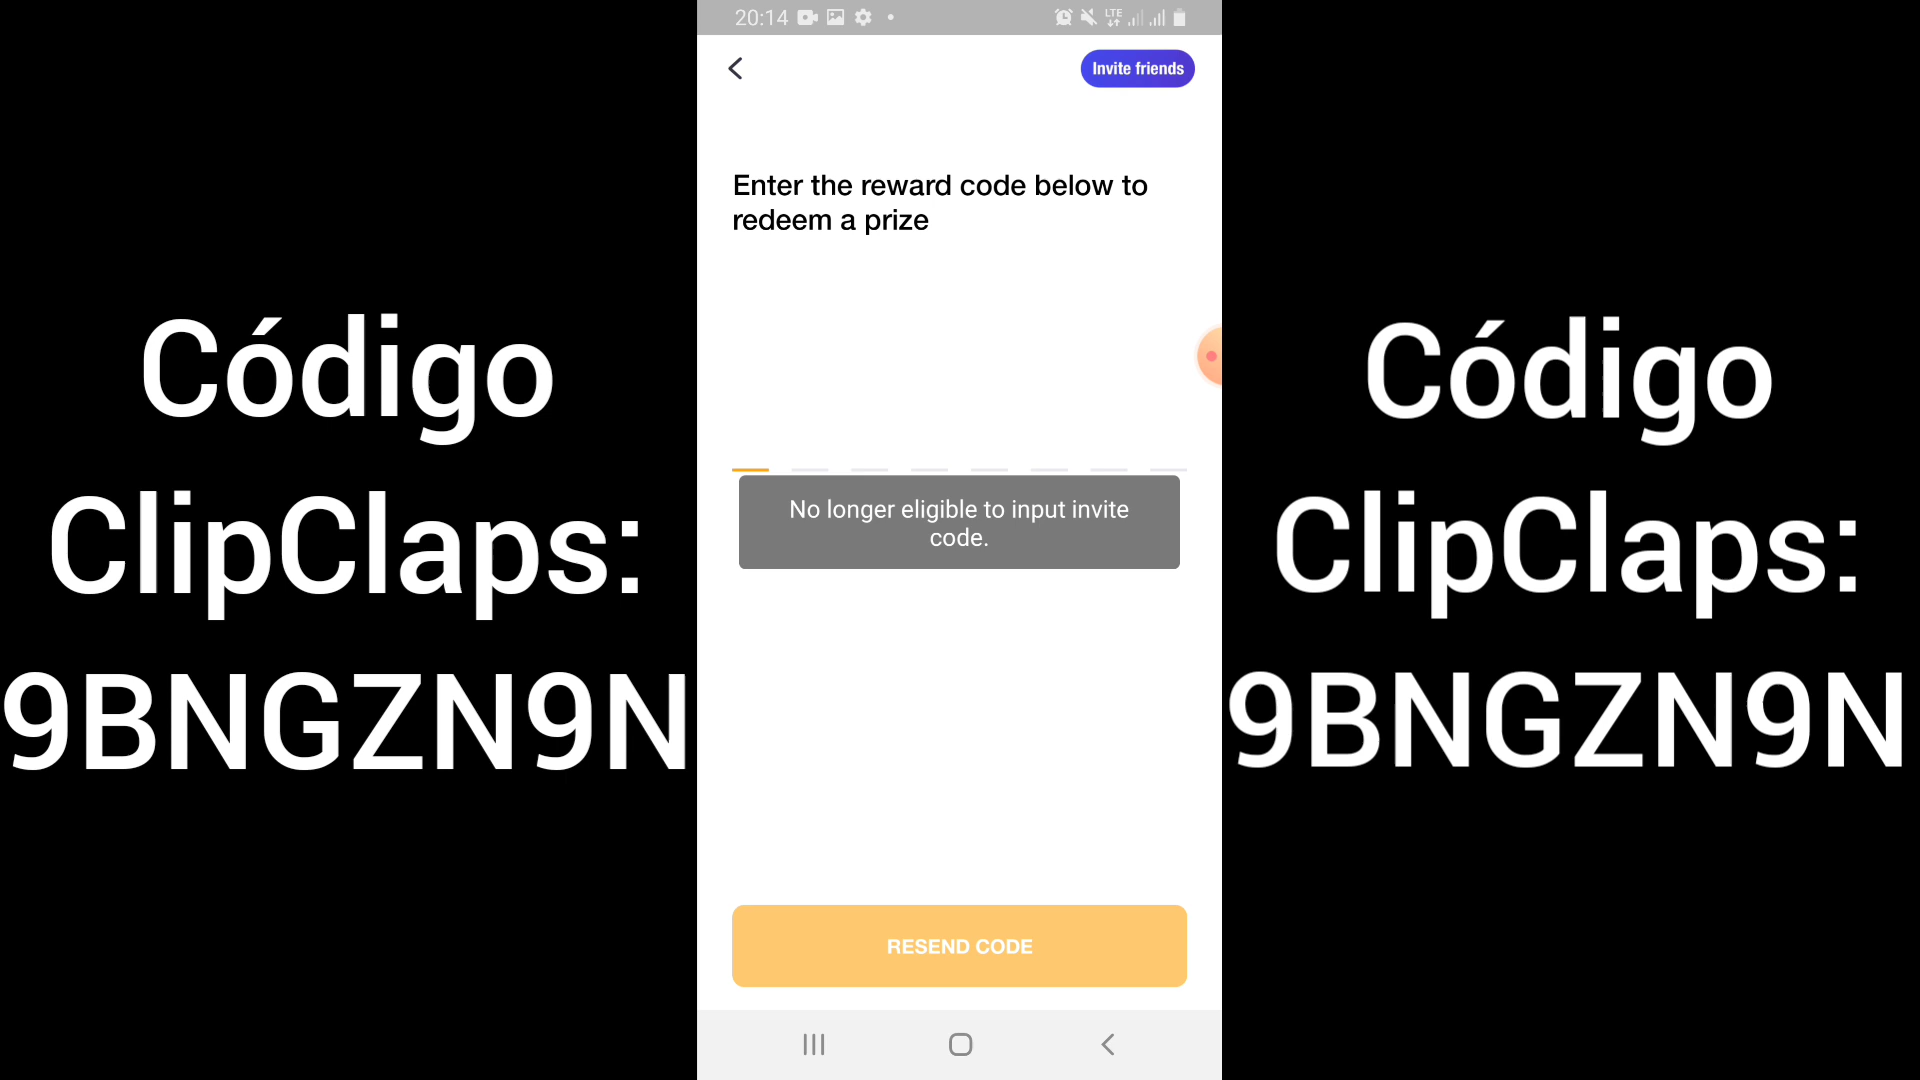 20:14
LTE
Invite friends
Enter the reward code below to
redeem a prize
No longer eligible to input invite
code.
RESEND CODE
Código
ClipClaps:
9BNGZN9N
Código
ClipClaps:
9BNGZN9N